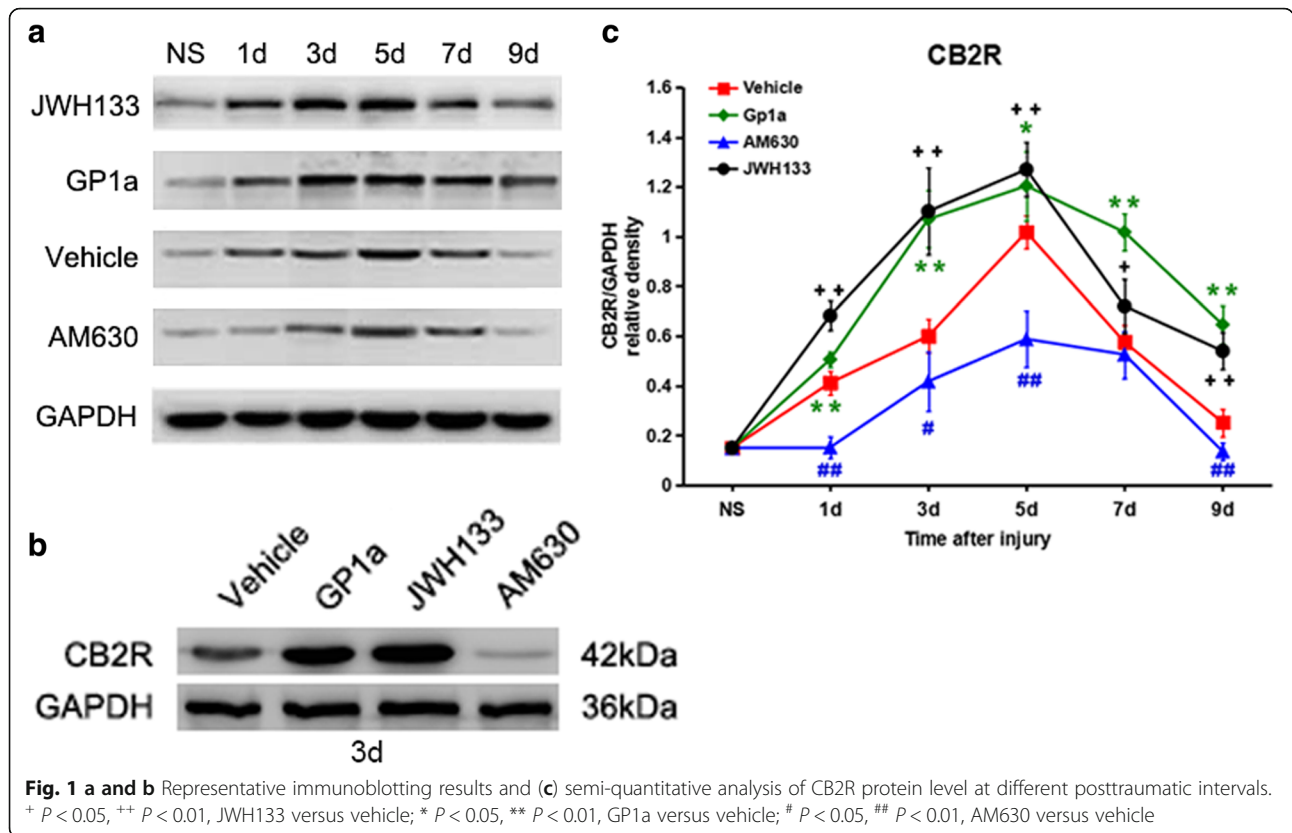 a
NS 1d 3d 5d 7d 9d
JWH133
GP1a
Vehicle
AM630
GAPDH
b
Vehicle GP1a JWH133 AM630
CB2R 42kDa
GAPDH 36kDa
3d
c
CB2R
Vehicle
Gp1a
AM630
JWH133
CB2R/GAPDH
relative density
1.6
1.4
1.2
1
0.8
0.6
0.4
0.2
0
++ ++ ++ + ++
** ** * ** **
## # ## ##
NS 1d 3d 5d 7d 9d
Time after injury
Fig. 1 a and b Representative immunoblotting results and (c) semi-quantitative analysis of CB2R protein level at different posttraumatic intervals.
+ P < 0.05, ++ P < 0.01, JWH133 versus vehicle; * P < 0.05, ** P < 0.01, GP1a versus vehicle; # P < 0.05, ## P < 0.01, AM630 versus vehicle